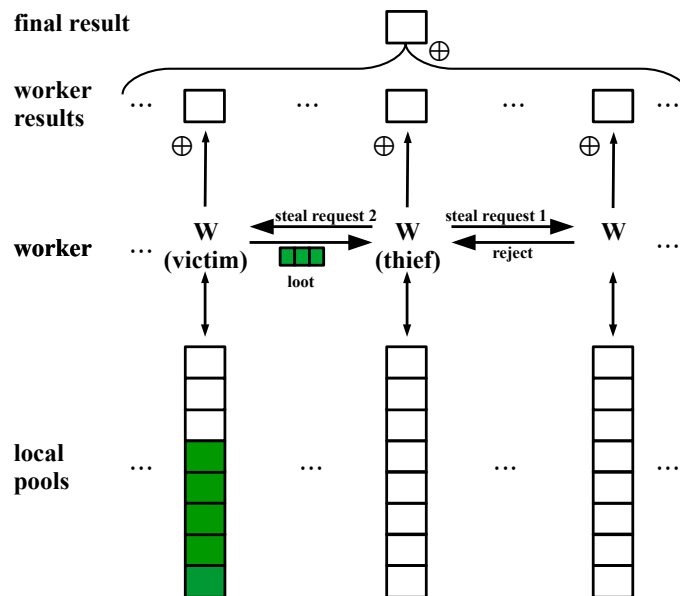 final result
⊕
worker
results
... ... ... ...
⊕ ⊕ ⊕
steal request 2 steal request 1
worker ... W W W ...
(victim) (thief) reject
loot
local
pools
... ... ... ...